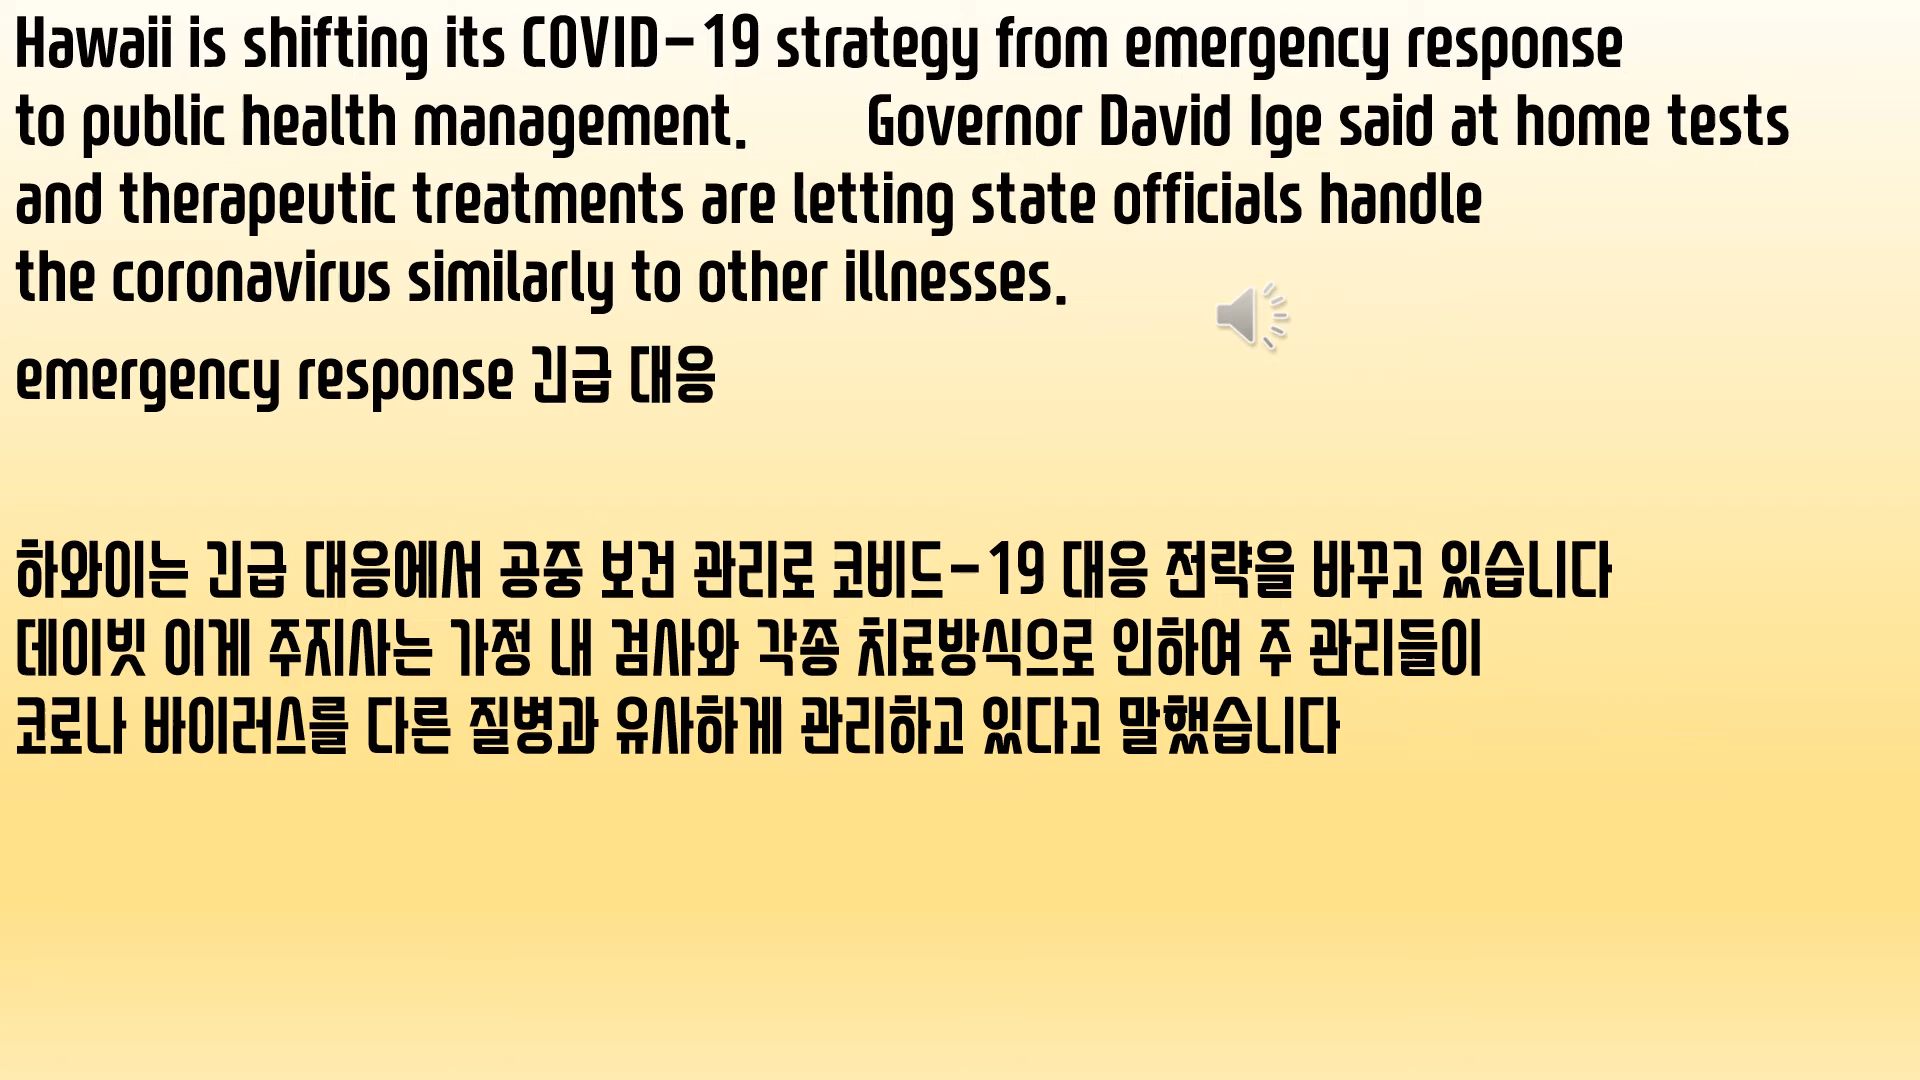 Hawaii is shifting its COVID-19 strategy from emergency response
to public health management. Governor David Ige said at home tests
and therapeutic treatments are letting state officials handle
the coronavirus similarly to other illnesses.
emergency response 긴급 대응
하와이는 긴급 대응에서 공중 보건 관리로 코비드-19 대응 전략을 바꾸고 있습니다
데이빗 이게 주지사는 가정 내 검사와 각종 치료방식으로 인하여 주 관리들이
코로나 바이러스를 다른 질병과 유사하게 관리하고 있다고 말했습니다